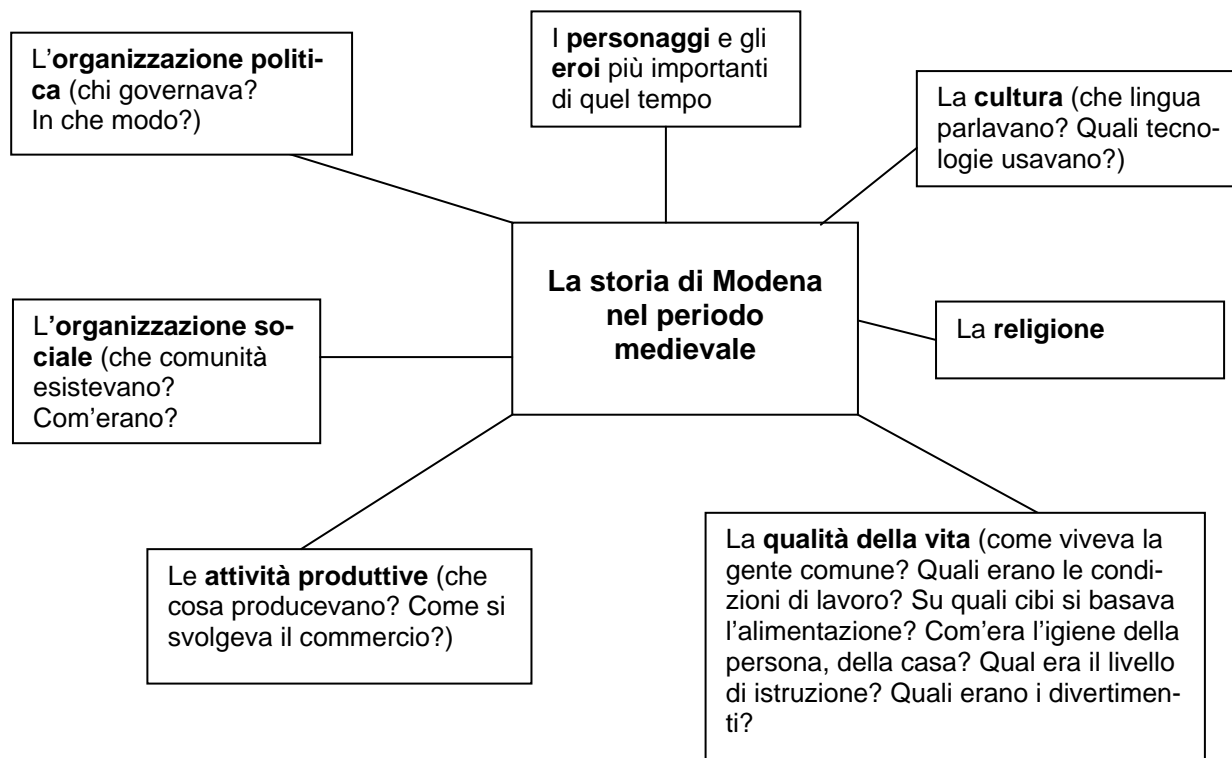 L'organizzazione politi-
ca (chi governava?
In che modo?)
I personaggi e gli
eroi più importanti
di quel tempo
La cultura (che lingua
parlavano? Quali tecno-
logie usavano?)
La storia di Modena
nel periodo
medievale
L'organizzazione so-
ciale (che comunità
esistevano?
Com'erano?
La religione
Le attività produttive (che
cosa producevano? Come si
svolgeva il commercio?)
La qualità della vita (come viveva la
gente comune? Quali erano le condi-
zioni di lavoro? Su quali cibi si basava
l'alimentazione? Com'era l'igiene della
persona, della casa? Qual era il livello
di istruzione? Quali erano i divertimen-
ti?